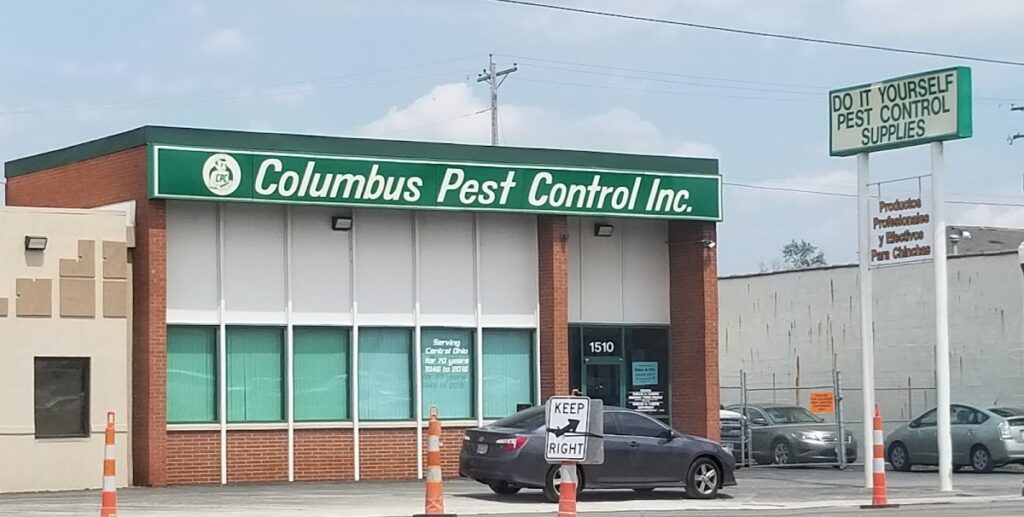 DO IT YOURSELF
PEST CONTROL
SUPPLIES
CPC
Columbus Pest Control Inc.
Productos
Profesionales
y Efectivos
Para Chinches
Serving
Central Ohio
for 70 years
1946 to 2016
1510
KEEP
RIGHT